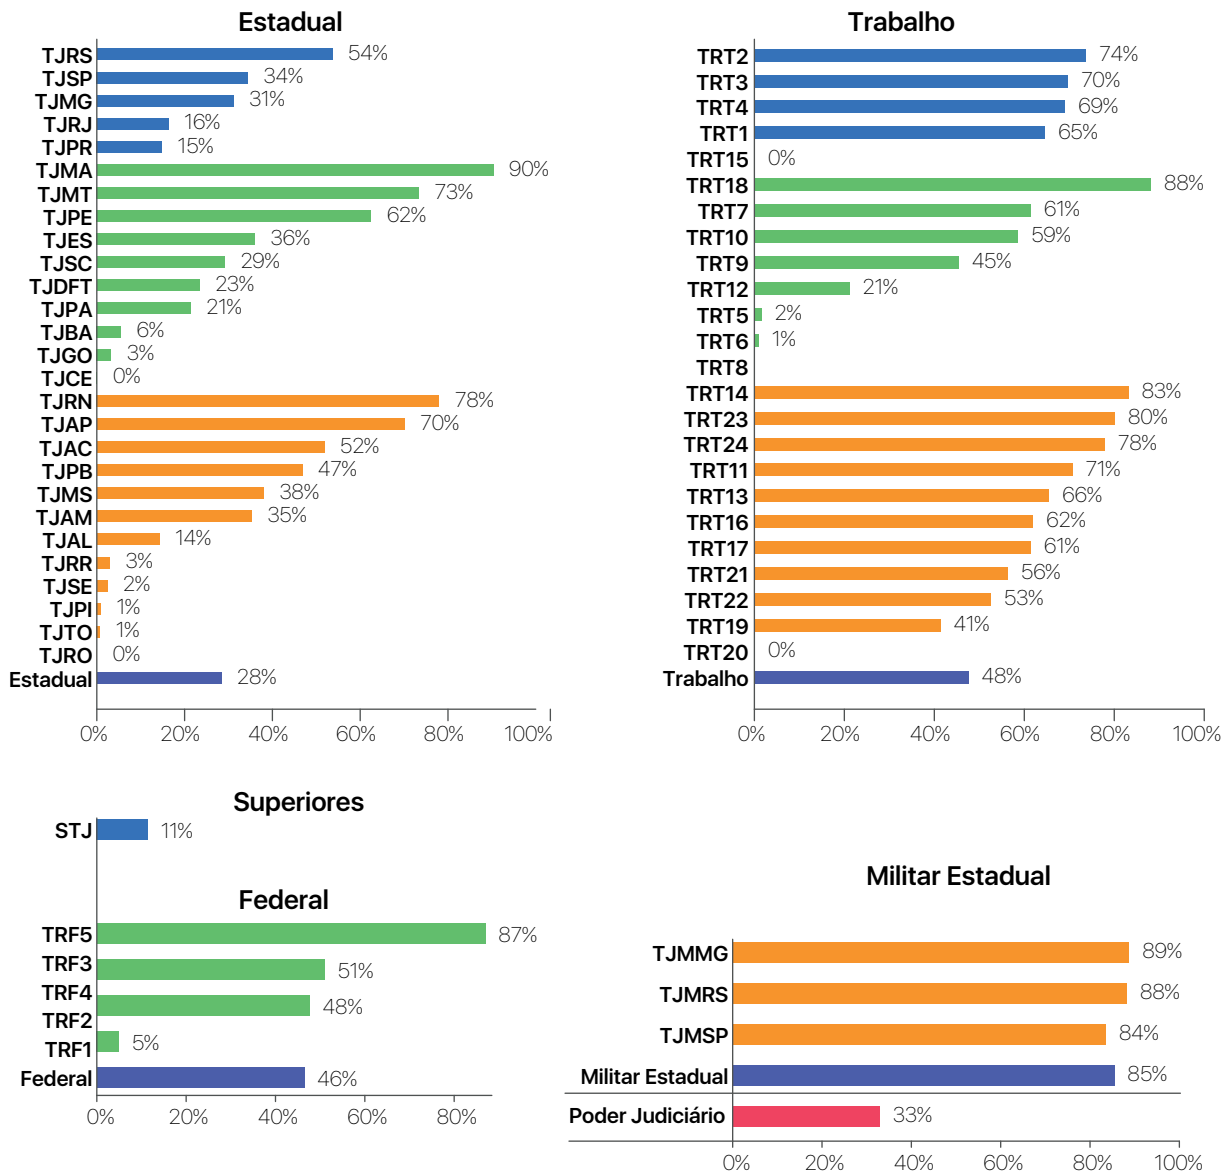 Estadual
TJRS 54%
TJSP 34%
TJMG 31%
TJRJ 16%
TJPR 15%
TJMA 90%
TJMT 73%
TJPE 62%
TJES 36%
TJSC 29%
TJDFT 23%
TJPA 21%
TJBA 6%
TJGO 3%
TJCE 0%
TJRN 78%
TJAP 70%
TJAC 52%
TJPB 47%
TJMS 38%
TJAM 35%
TJAL 14%
TJRR 3%
TJSE 2%
TJPI 1%
TJTO 1%
TJRO 0%
Estadual 28%
0% 20% 40% 60% 80% 100%
Trabalho
TRT2 74%
TRT3 70%
TRT4 69%
TRT1 65%
TRT15 0%
TRT18 88%
TRT7 61%
TRT10 59%
TRT9 45%
TRT12 21%
TRT5 2%
TRT6 1%
TRT8
TRT14 83%
TRT23 80%
TRT24 78%
TRT11 71%
TRT13 66%
TRT16 62%
TRT17 61%
TRT21 56%
TRT22 53%
TRT19 41%
TRT20 0%
Trabalho 48%
0% 20% 40% 60% 80% 100%
Superiores
STJ 11%
Federal
TRF5 87%
TRF3 51%
TRF4 48%
TRF2
TRF1 5%
Federal 46%
0% 20% 40% 60% 80%
Militar Estadual
TJMMG 89%
TJMRS 88%
TJMSP 84%
Militar Estadual 85%
Poder Judiciário 33%
0% 20% 40% 60% 80% 100%